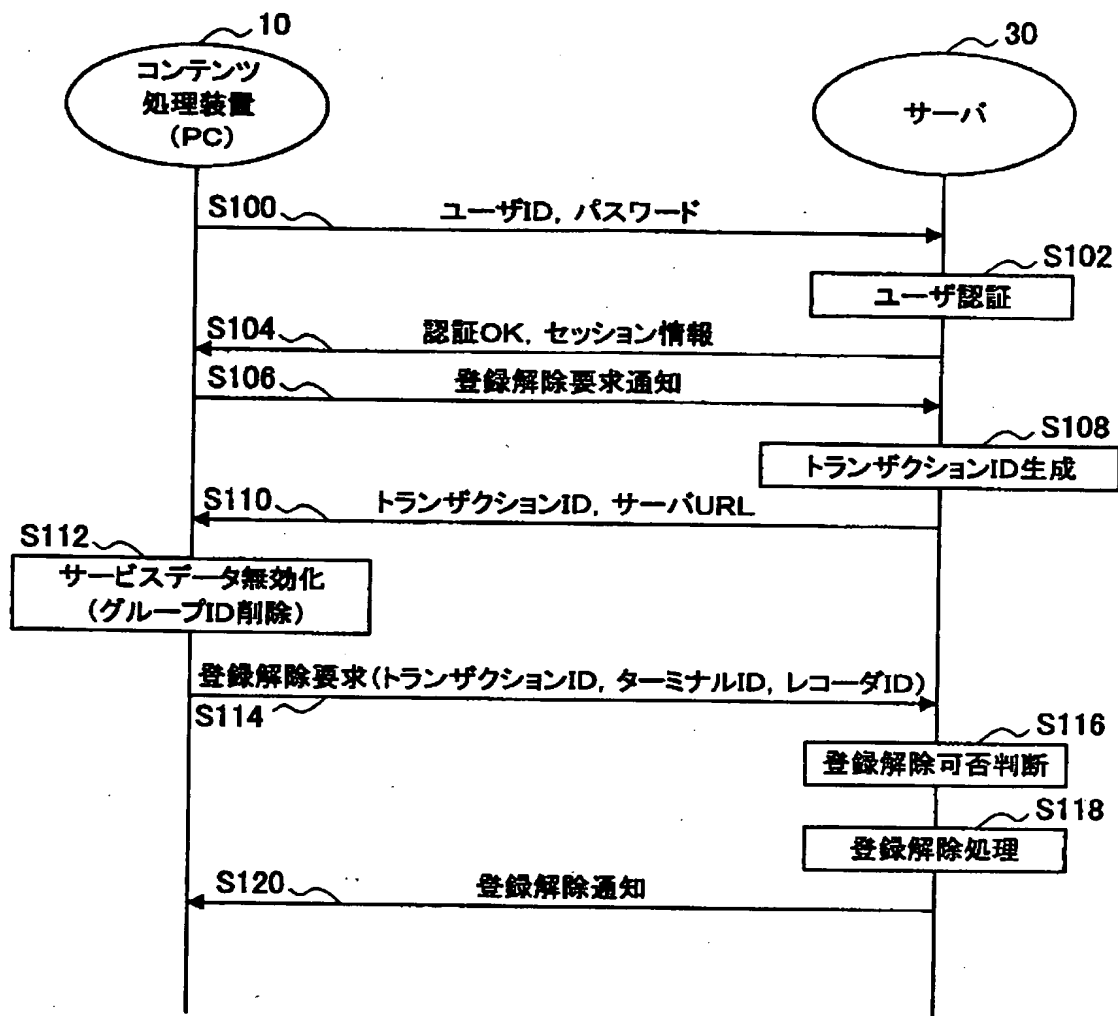 10
コンテンツ
処理装置
(PC)
30
サーバ
S100
ユーザID, パスワード
S102
ユーザ認証
S104
認証OK, セッション情報
S106
登録解除要求通知
S108
トランザクションID生成
S110
トランザクションID, サーバURL
S112
サービスデータ無効化
(グループID削除)
登録解除要求(トランザクションID, ターミナルID, レコーダID)
S114
S116
登録解除可否判断
S118
登録解除処理
S120
登録解除通知